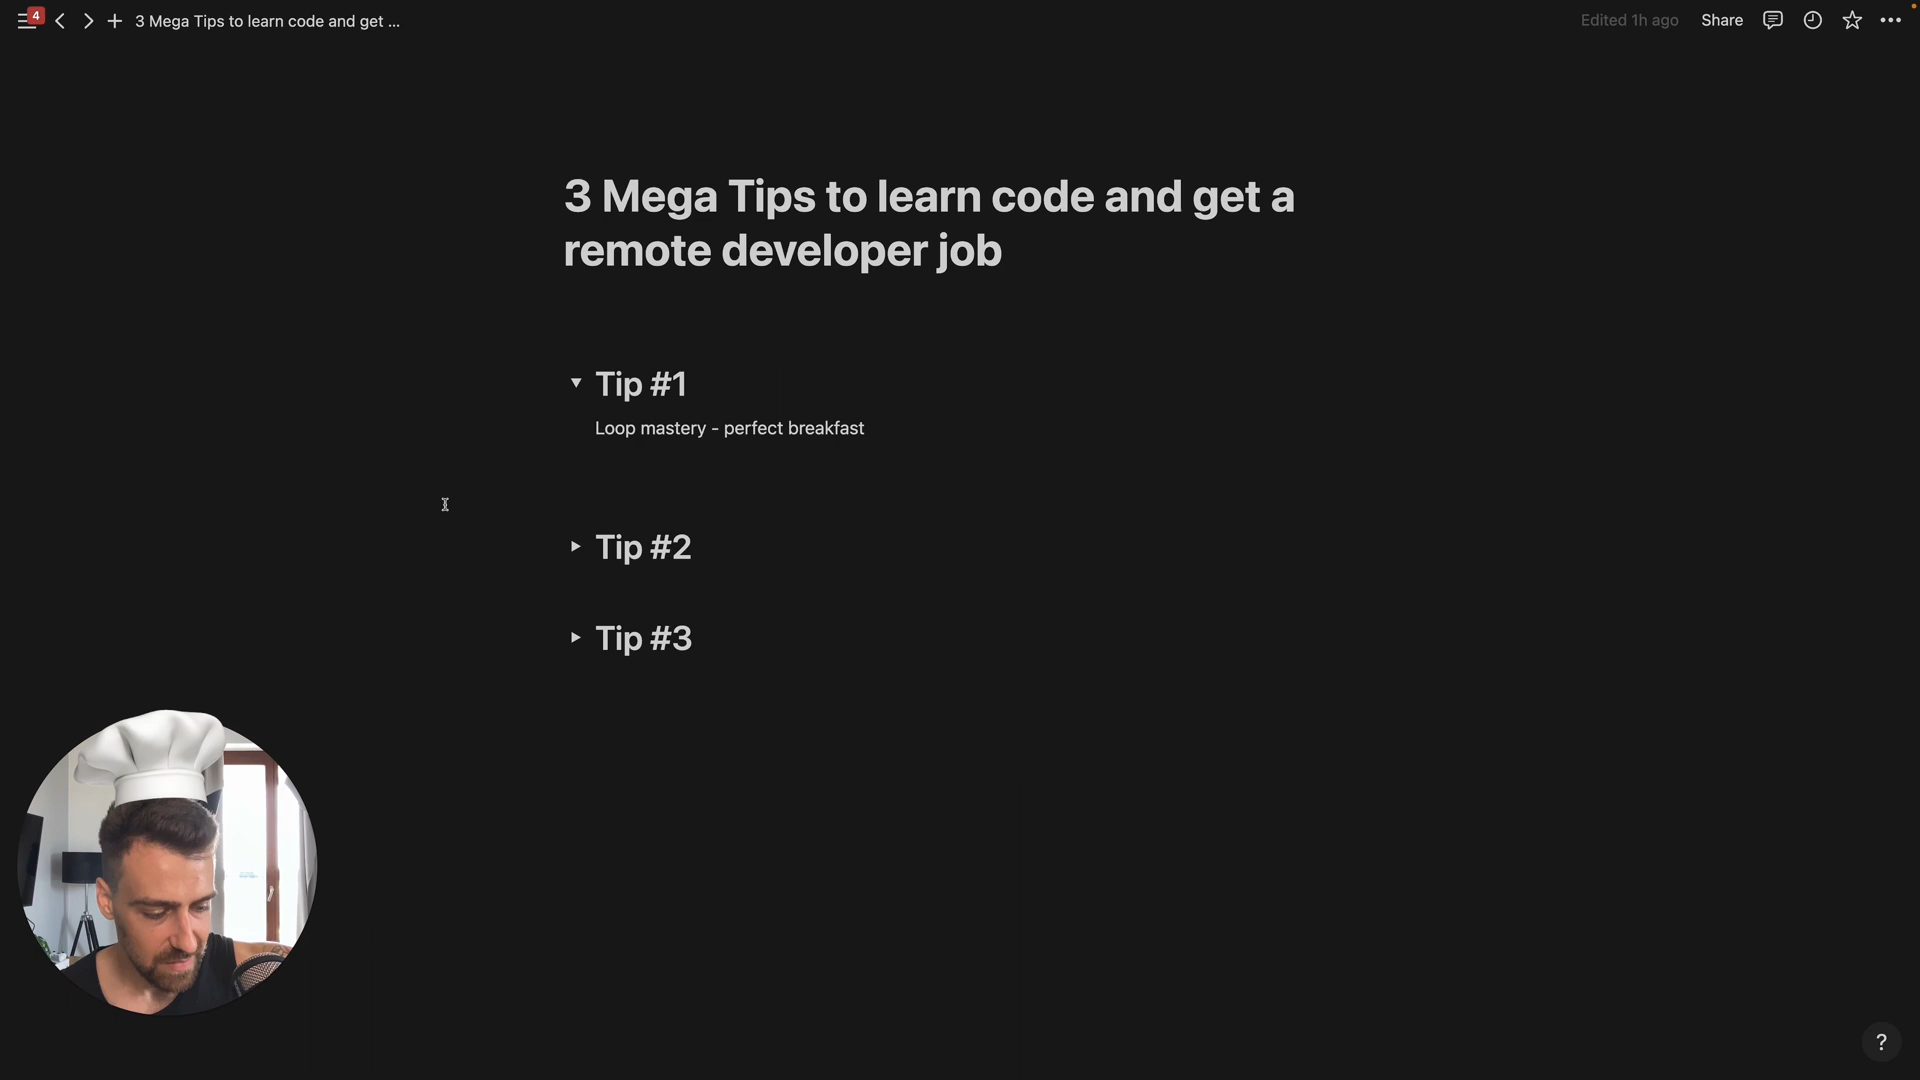 4
3 Mega Tips to learn code and get ...
Edited 1h ago
Share
3 Mega Tips to learn code and get a
remote developer job
Tip #1
Loop mastery - perfect breakfast
Tip #2
Tip #3
?